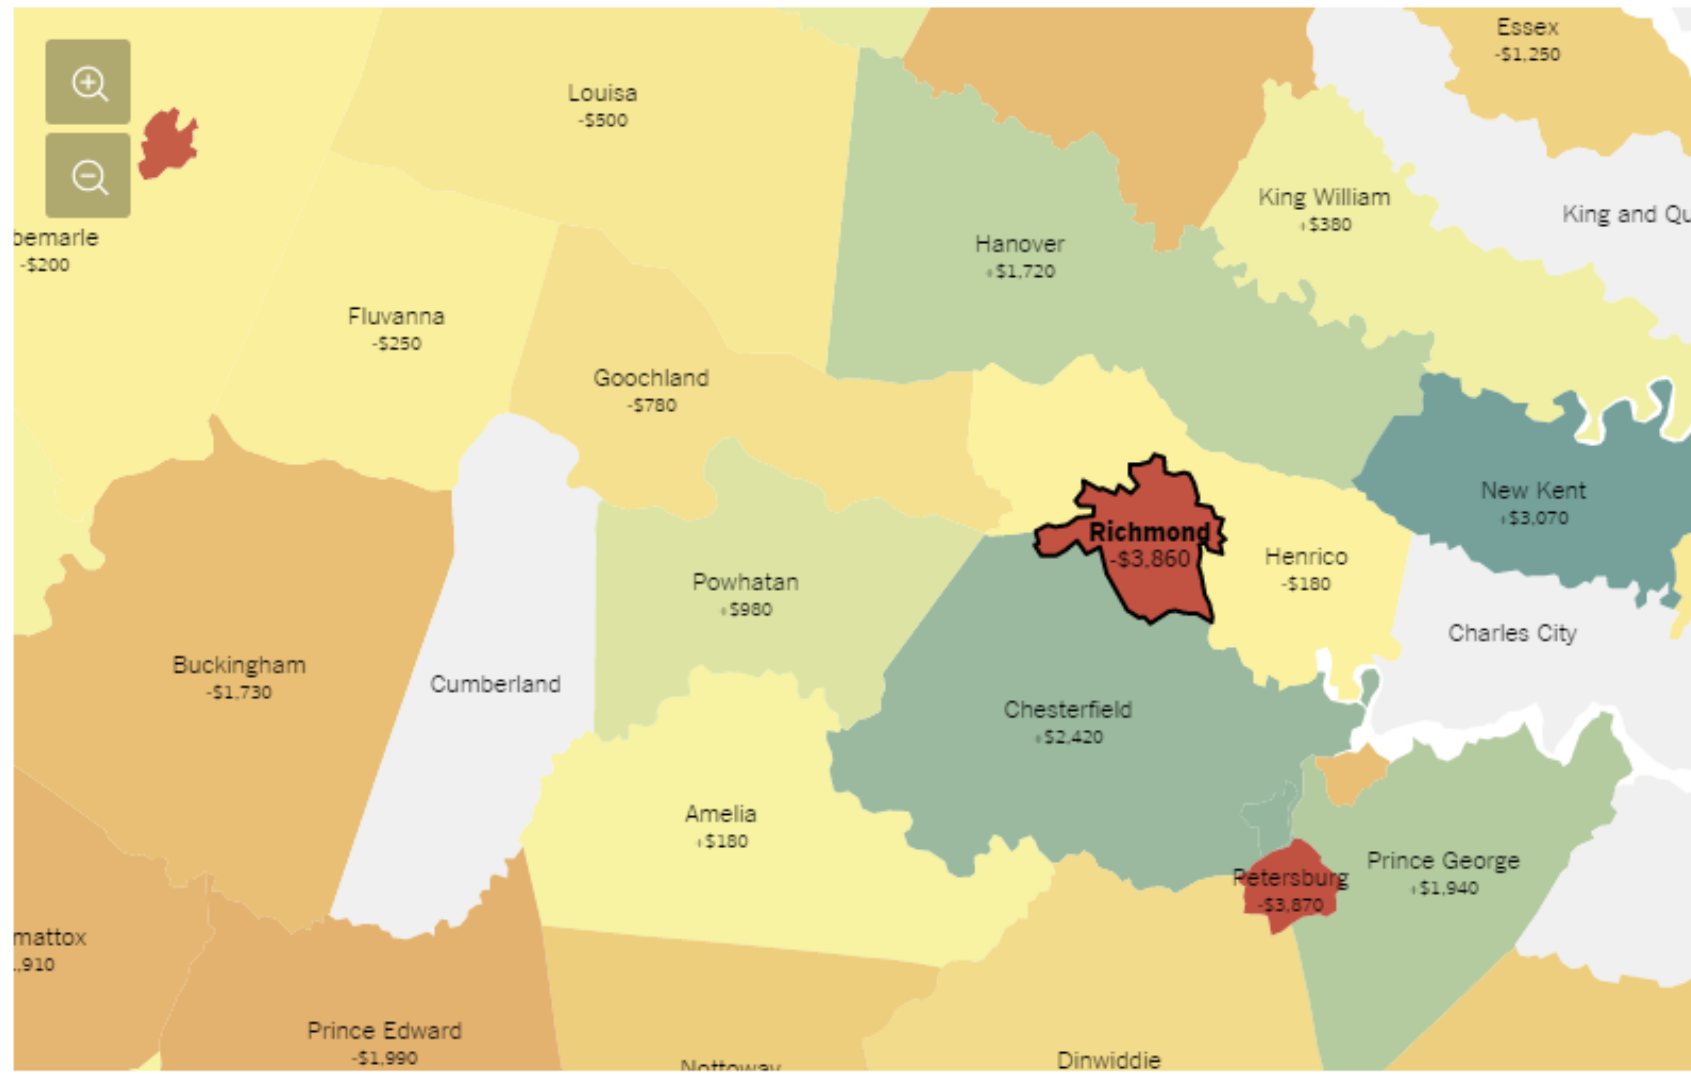 Essex
-$1,250
Louisa
-$500
King William
+$380
King and Qu
bemarle
-$200
Hanover
+$1,720
Fluvanna
-$250
Goochland
-$780
New Kent
+$3,070
Richmond
-$3,860
Henrico
-$180
Powhatan
+$980
Charles City
Buckingham
-$1,730
Cumberland
Chesterfield
+$2,420
Amelia
+$180
Prince George
+$1,940
Petersburg
-$3,870
mattox
,910
Prince Edward
-$1,990
Nottoway
Dinwiddie